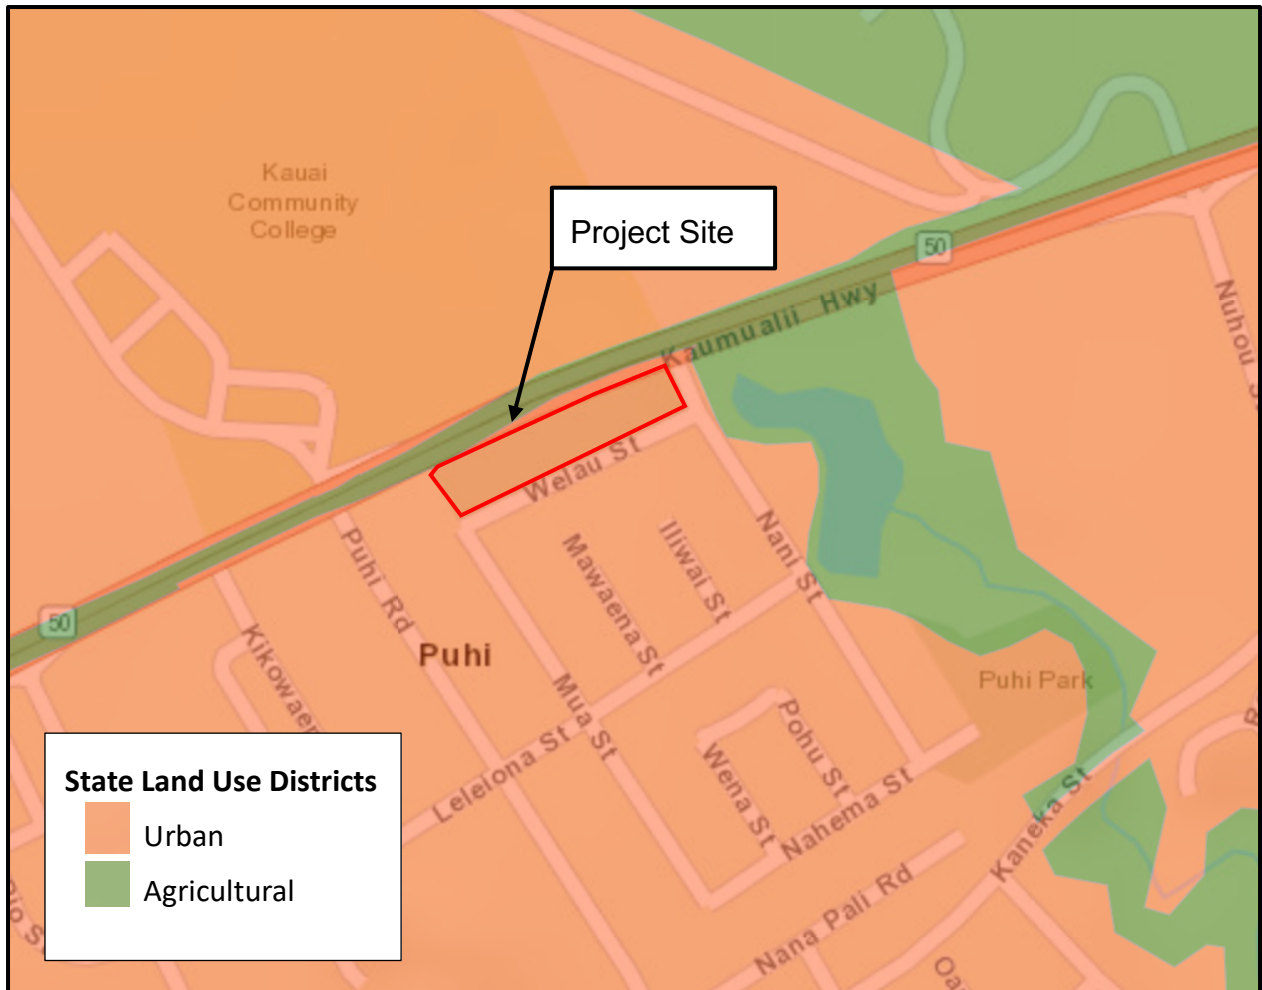 Kauai
Community
College
Project Site
50
Kaumualii Hwy
Nuhou
Welau St
Iliwai St
Mawaena St
Nani St
Puhi Rd
50
Puhi
Puhi Park
Mua St
Pohu St
Wena St
Lelelona St
Nahema St
Kaneka St
Nana Pali Rd
State Land Use Districts
Urban
Agricultural